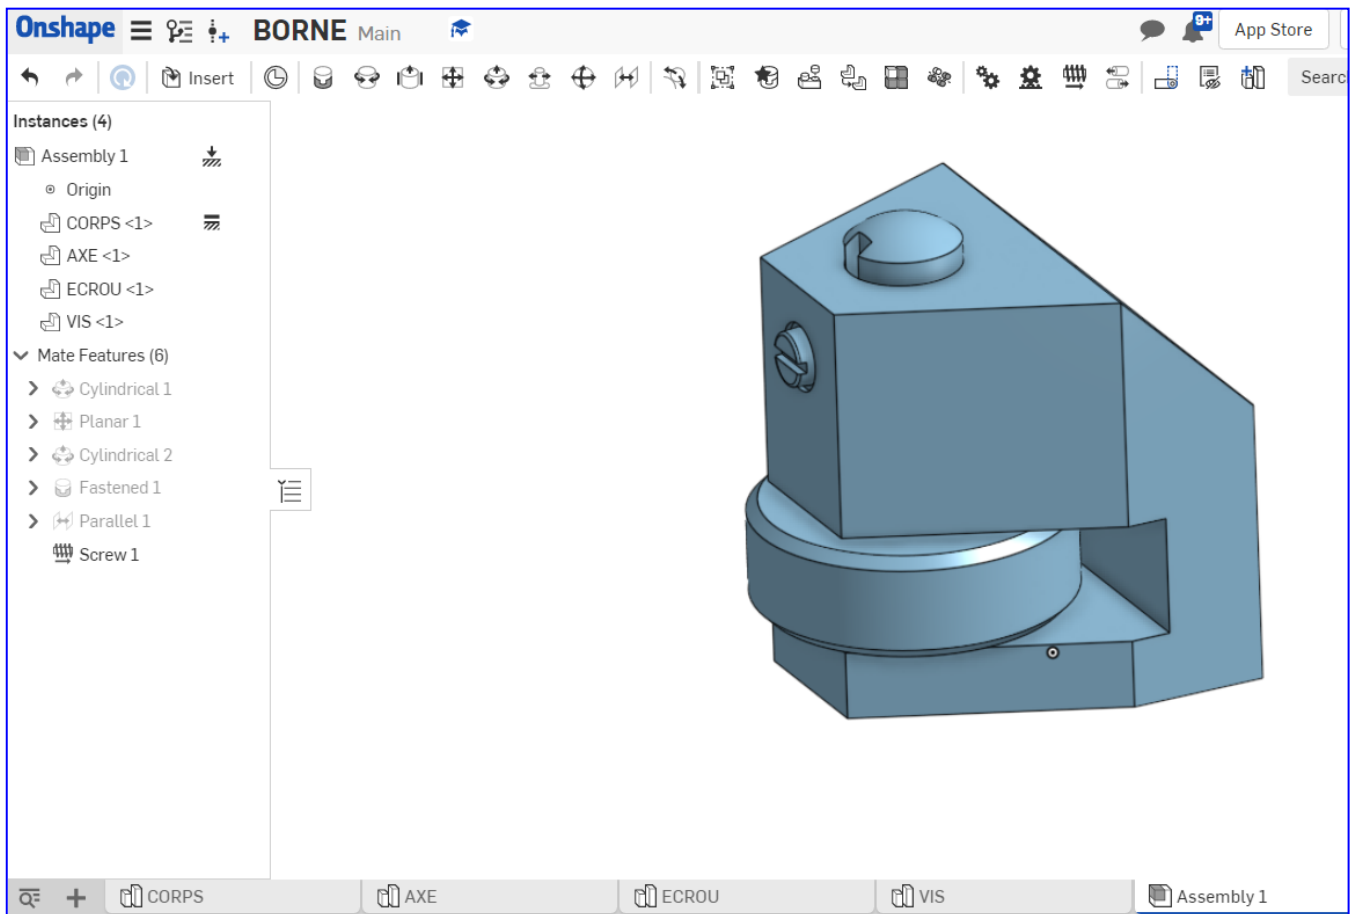 Onshape BORNE Main 9+ App Store
Insert
Instances (4)
Assembly 1
Origin
CORPS <1>
AXE <1>
ECROU <1>
VIS <1>
Mate Features (6)
Cylindrical 1
Planar 1
Cylindrical 2
Fastened 1
Parallel 1
Screw 1
CORPS AXE ECROU VIS Assembly 1